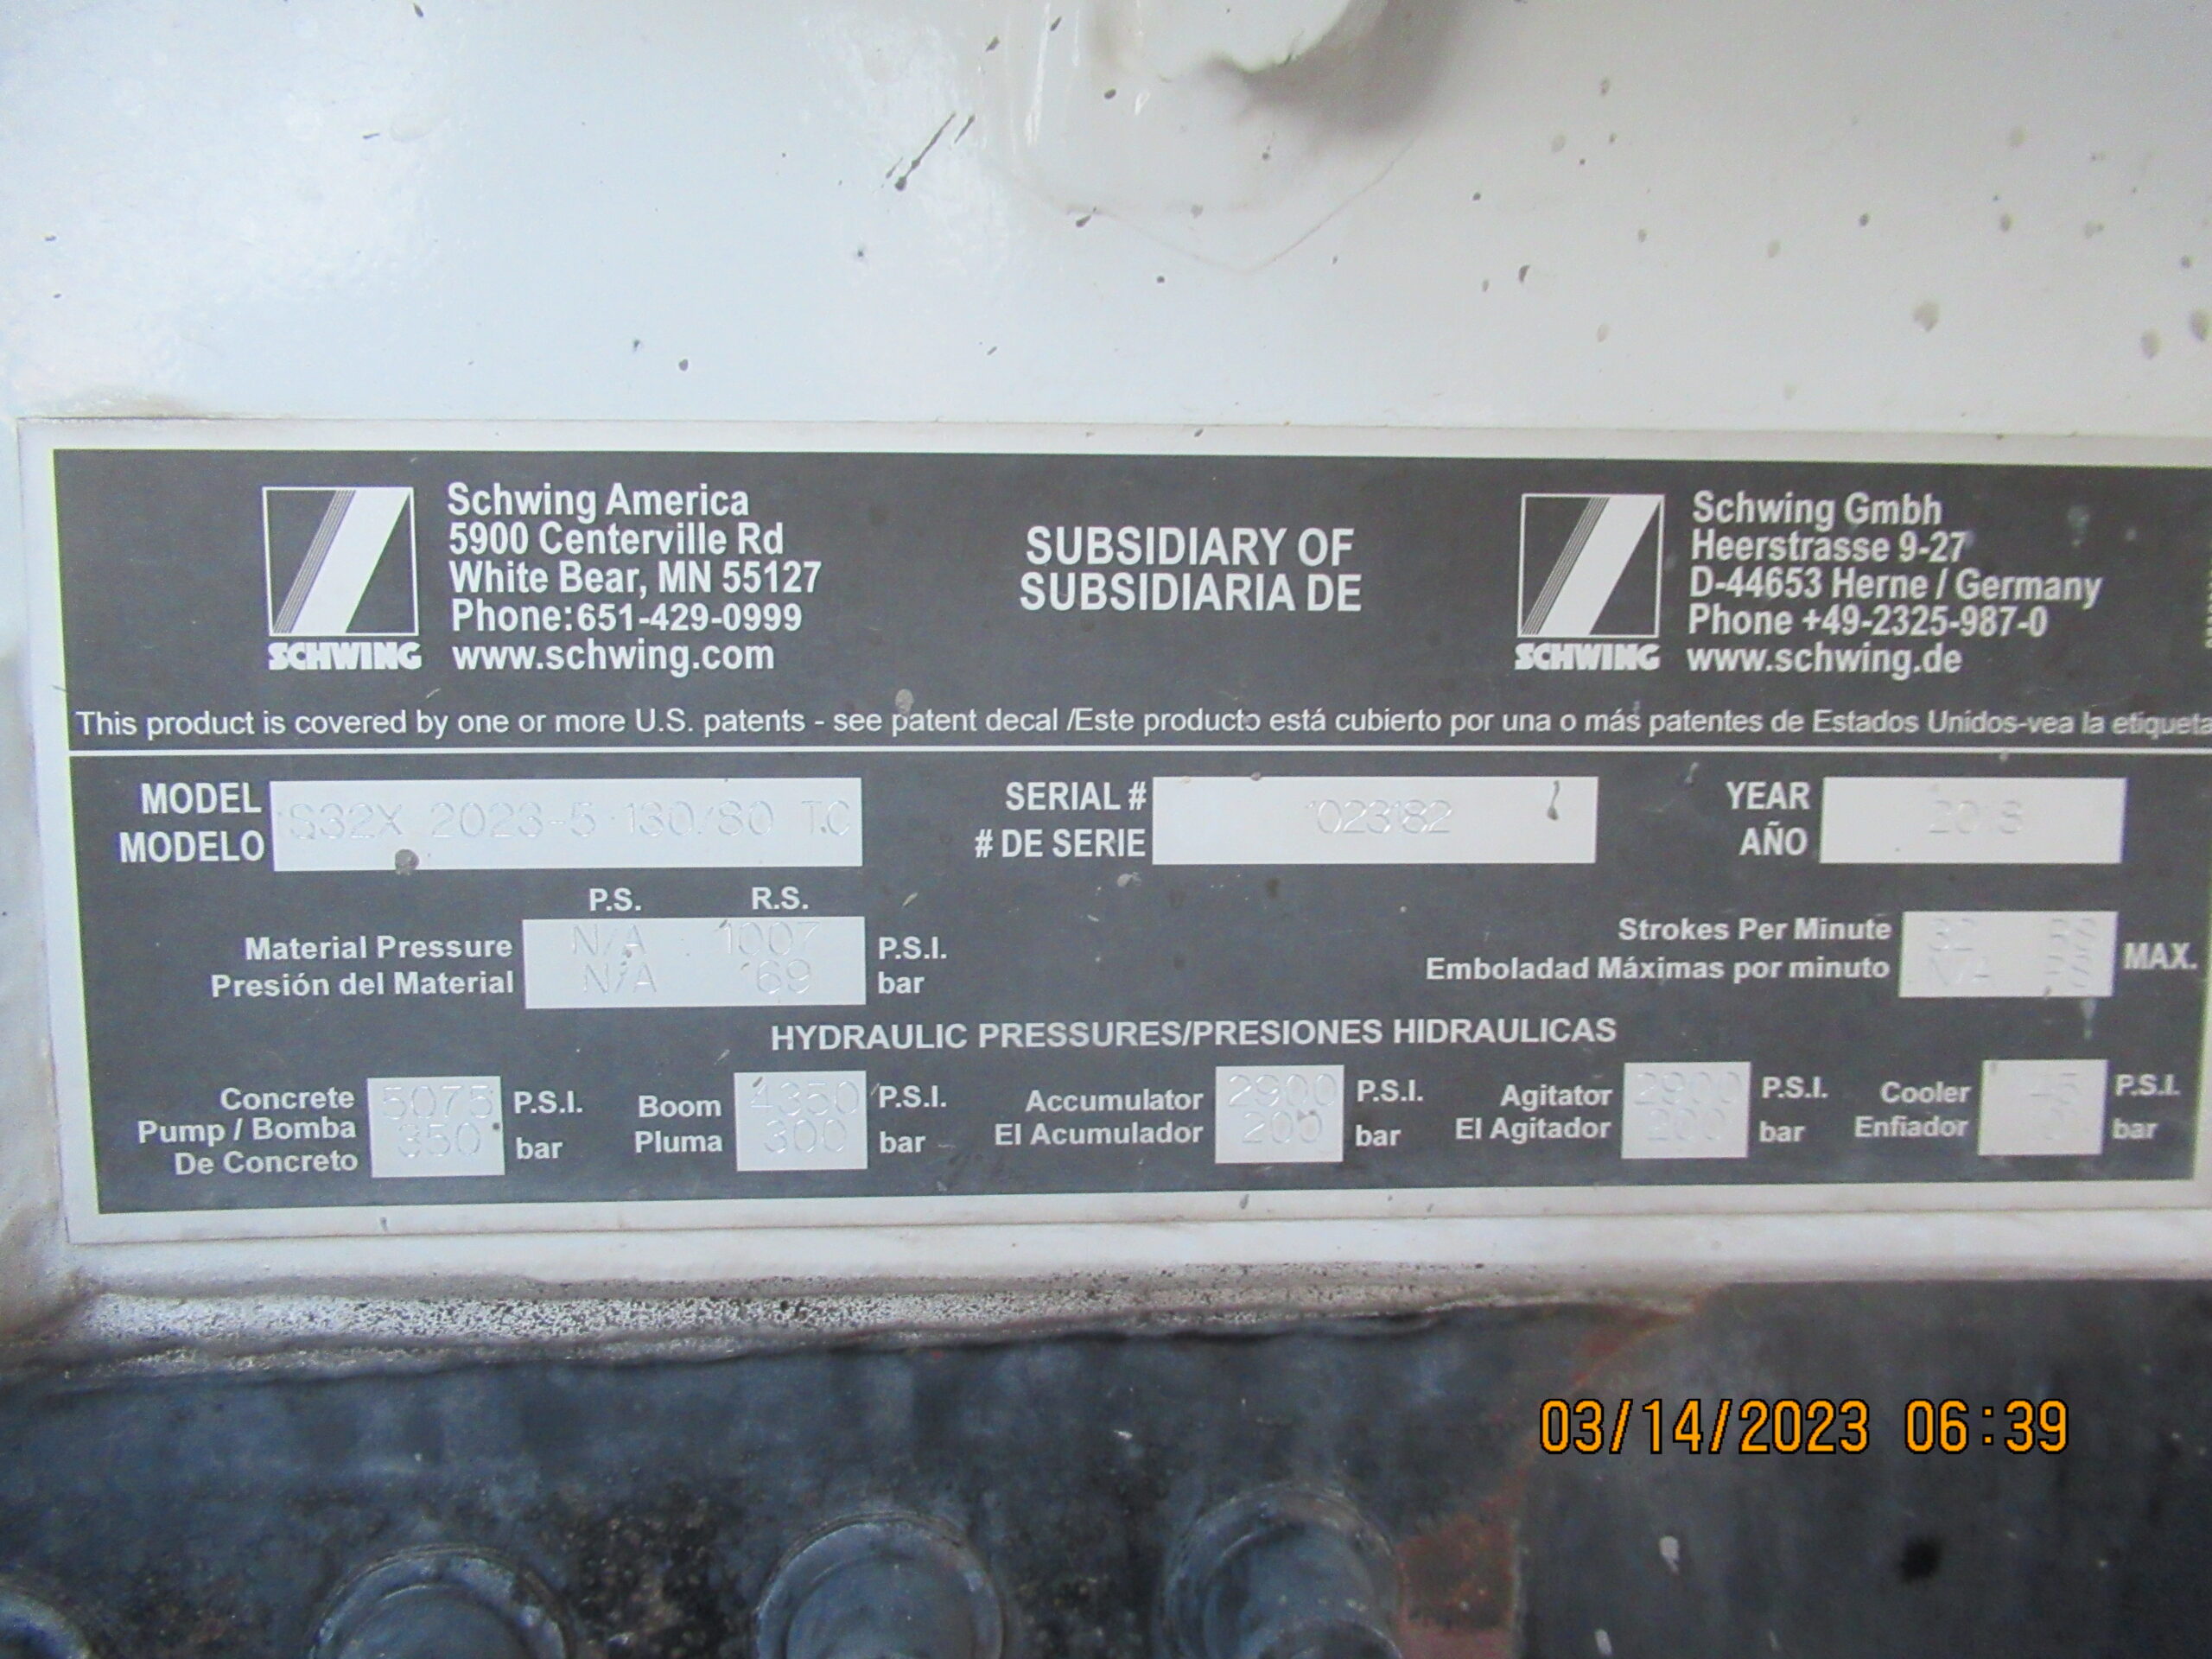 Schwing America
5900 Centerville Rd
White Bear, MN 55127
Phone:651-429-0999
www.schwing.com
SCHWING
SUBSIDIARY OF
SUBSIDIARIA DE
Schwing Gmbh
Heerstrasse 9-27
D-44653 Herne / Germany
Phone +49-2325-987-0
www.schwing.de
SCHWING
This product is covered by one or more U.S. patents - see patent decal /Este producto está cubierto por una o más patentes de Estados Unidos-vea la etiqueta
MODEL
MODELO
S32X 2023-5
SERIAL #
# DE SERIE
YEAR
AÑO
P.S. R.S.
Material Pressure N/A 1007 P.S.I.
Presión del Material N/A 69 bar
Strokes Per Minute
Emboladad Máximas por minuto
MAX.
HYDRAULIC PRESSURES/PRESIONES HIDRAULICAS
Concrete
Pump / Bomba
De Concreto
5075 P.S.I.
350 bar
Boom 4350 P.S.I.
Pluma 300 bar
Accumulator 2900 P.S.I.
El Acumulador 200 bar
Agitator 2900 P.S.I.
El Agitador 200 bar
Cooler P.S.I.
Enfiador bar
03/14/2023 06:39